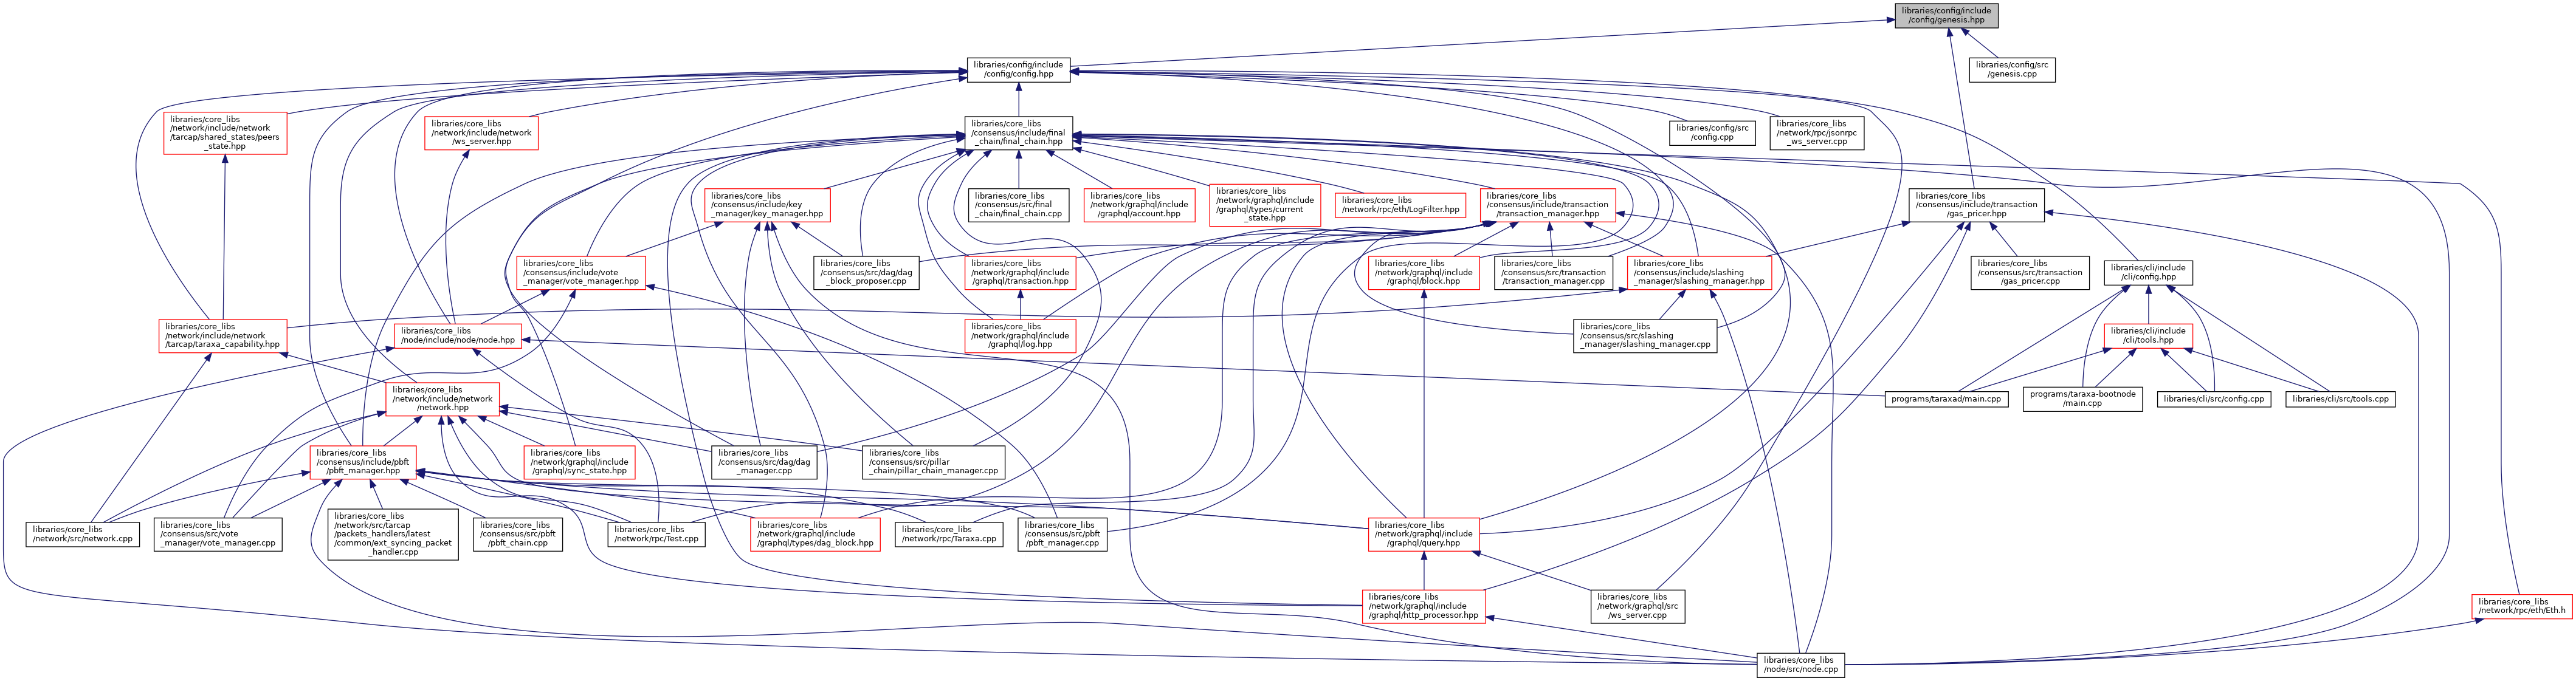 libraries/config/include
/config/genesis.hpp
libraries/config/include
/config/config.hpp
libraries/config/src
/genesis.cpp
libraries/core_libs
/network/include/network
/tarcap/shared_states/peers
_state.hpp
libraries/core_libs
/network/include/network
/ws_server.hpp
libraries/core_libs
/consensus/include/final
_chain/final_chain.hpp
libraries/config/src
/config.cpp
libraries/core_libs
/network/rpc/jsonrpc
_ws_server.cpp
libraries/core_libs
/consensus/include/key
_manager/key_manager.hpp
libraries/core_libs
/consensus/src/final
_chain/final_chain.cpp
libraries/core_libs
/network/graphql/include
/graphql/account.hpp
libraries/core_libs
/network/graphql/include
/graphql/types/current
_state.hpp
libraries/core_libs
/network/rpc/eth/LogFilter.hpp
libraries/core_libs
/consensus/include/transaction
/transaction_manager.hpp
libraries/core_libs
/consensus/include/transaction
/gas_pricer.hpp
libraries/core_libs
/consensus/include/vote
_manager/vote_manager.hpp
libraries/core_libs
/consensus/src/dag/dag
_block_proposer.cpp
libraries/core_libs
/network/graphql/include
/graphql/transaction.hpp
libraries/core_libs
/network/graphql/include
/graphql/block.hpp
libraries/core_libs
/consensus/src/transaction
/transaction_manager.cpp
libraries/core_libs
/consensus/include/slashing
_manager/slashing_manager.hpp
libraries/core_libs
/consensus/src/transaction
/gas_pricer.cpp
libraries/cli/include
/cli/config.hpp
libraries/core_libs
/network/include/network
/tarcap/taraxa_capability.hpp
libraries/core_libs
/node/include/node/node.hpp
libraries/core_libs
/network/graphql/include
/graphql/log.hpp
libraries/core_libs
/consensus/src/slashing
_manager/slashing_manager.cpp
libraries/cli/include
/cli/tools.hpp
libraries/core_libs
/network/include/network
/network.hpp
programs/taraxad/main.cpp
programs/taraxa-bootnode
/main.cpp
libraries/cli/src/config.cpp
libraries/cli/src/tools.cpp
libraries/core_libs
/consensus/include/pbft
/pbft_manager.hpp
libraries/core_libs
/network/graphql/include
/graphql/sync_state.hpp
libraries/core_libs
/consensus/src/dag/dag
_manager.cpp
libraries/core_libs
/consensus/src/pillar
_chain/pillar_chain_manager.cpp
libraries/core_libs
/network/src/network.cpp
libraries/core_libs
/consensus/src/vote
_manager/vote_manager.cpp
libraries/core_libs
/network/src/tarcap
/packets_handlers/latest
/common/ext_syncing_packet
_handler.cpp
libraries/core_libs
/consensus/src/pbft
/pbft_chain.cpp
libraries/core_libs
/network/rpc/Test.cpp
libraries/core_libs
/network/graphql/include
/graphql/types/dag_block.hpp
libraries/core_libs
/network/rpc/Taraxa.cpp
libraries/core_libs
/consensus/src/pbft
/pbft_manager.cpp
libraries/core_libs
/network/graphql/include
/graphql/query.hpp
libraries/core_libs
/network/graphql/include
/graphql/http_processor.hpp
libraries/core_libs
/network/graphql/src
/ws_server.cpp
libraries/core_libs
/network/rpc/eth/Eth.h
libraries/core_libs
/node/src/node.cpp